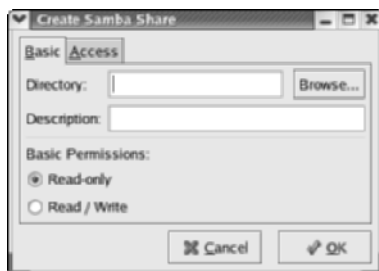 Create Samba Share
Basic Access
Directory: Browse...
Description:
Basic Permissions:
Read-only
Read / Write
Cancel OK